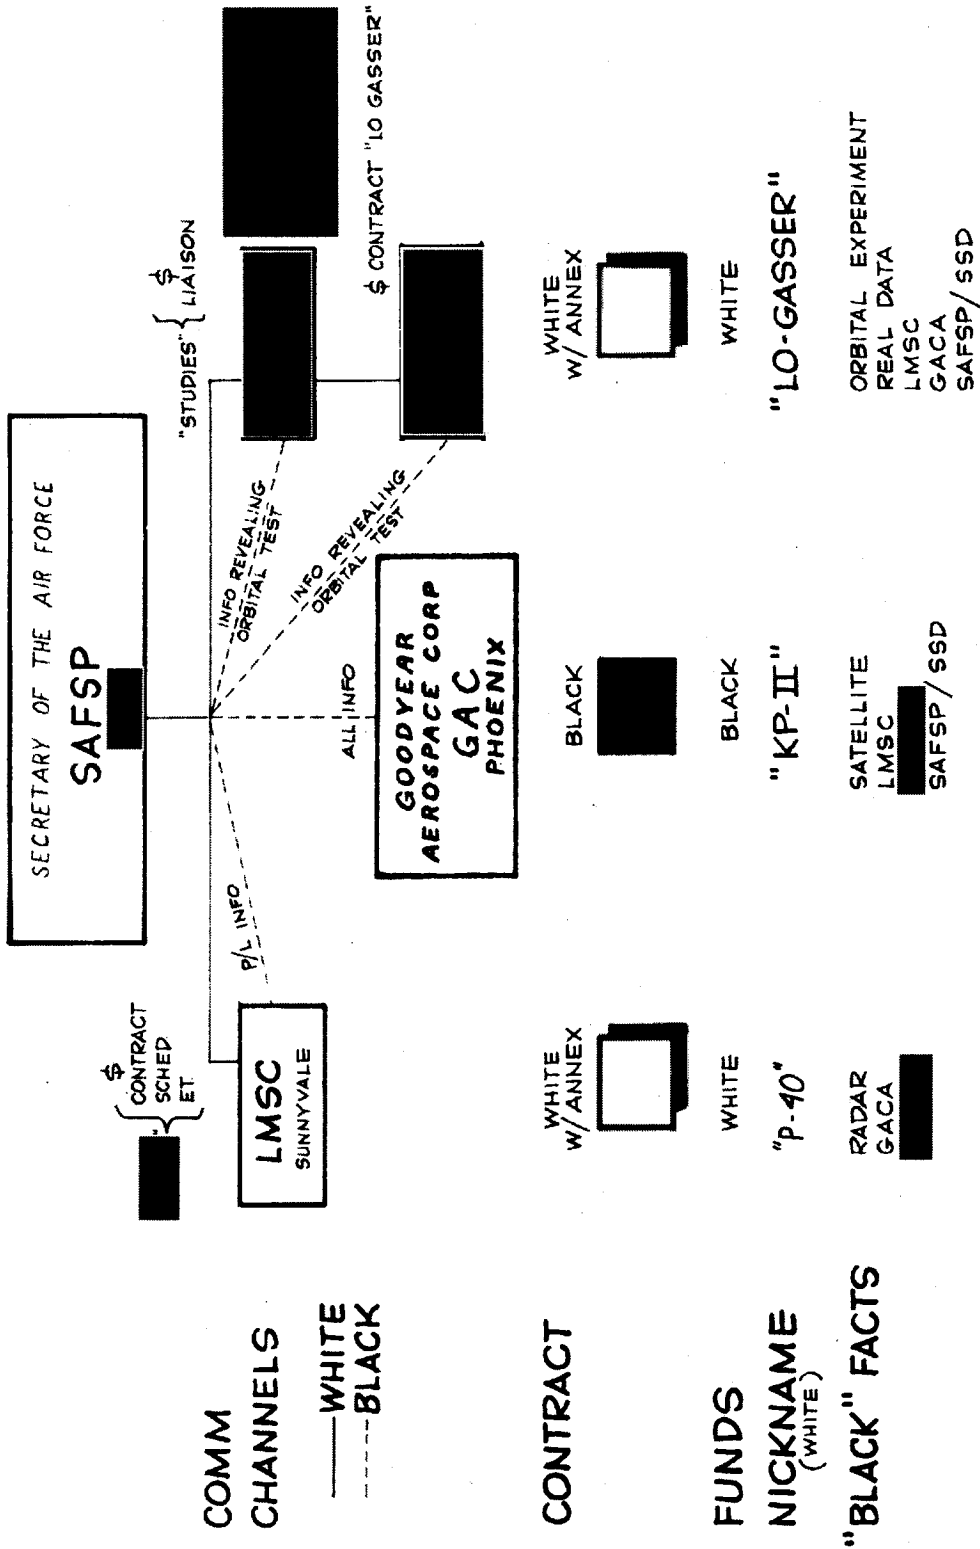 SECRETARY OF THE AIR FORCE
SAFSP
$
CONTRACT
SCHED
ET.
"STUDIES"
$
LIAISON
COMM
CHANNELS
WHITE
BLACK
LMSC
SUNNYVALE
P/L INFO
ALL INFO
INFO REVEALING
ORBITAL TEST
INFO REVEALING
ORBITAL TEST
$ CONTRACT "LO GASSER"
GOODYEAR
AEROSPACE CORP
GAC
PHOENIX
CONTRACT
WHITE
W/ANNEX
BLACK
WHITE
W/ANNEX
FUNDS
WHITE
BLACK
WHITE
NICKNAME
(WHITE)
"P-40"
"KP-II"
"LO-GASSER"
"BLACK" FACTS
RADAR
GACA
SATELLITE
LMSC
SAFSP/SSD
ORBITAL EXPERIMENT
REAL DATA
LMSC
GACA
SAFSP/SSD